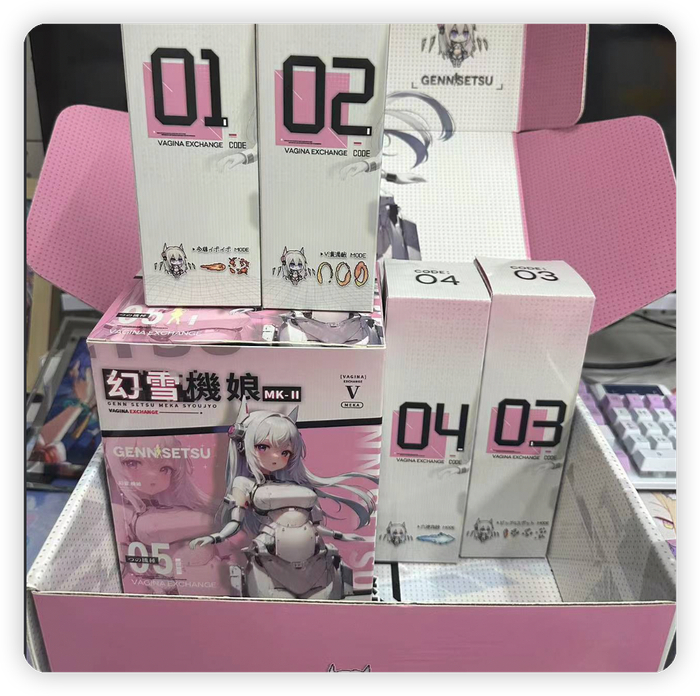 GENNSETSU
01
VAGINA EXCHANGE CODE
MODE
02
VAGINA EXCHANGE CODE
MODE
CODE:
04
CODE:
03
VAGINA EXCHANGE
幻雪機娘 MK-II
GENN SETSU MEKA SYOUJYO
VAGINA EXCHANGE
[VAGINA]
EXCHANGE
V
MEKA
GENNSETSU
05
VAGINA EXCHANGE
04
VAGINA EXCHANGE CODE
03
VAGINA EXCHANGE CODE